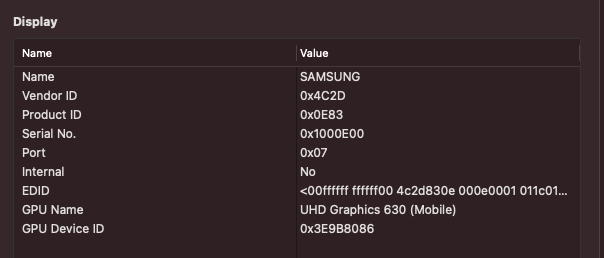 Display
Name Value
Name SAMSUNG
Vendor ID 0x4C2D
Product ID 0x0E83
Serial No. 0x1000E00
Port 0x07
Internal No
EDID <00ffffff ffffff00 4c2d830e 000e0001 011c01...
GPU Name UHD Graphics 630 (Mobile)
GPU Device ID 0x3E9B8086